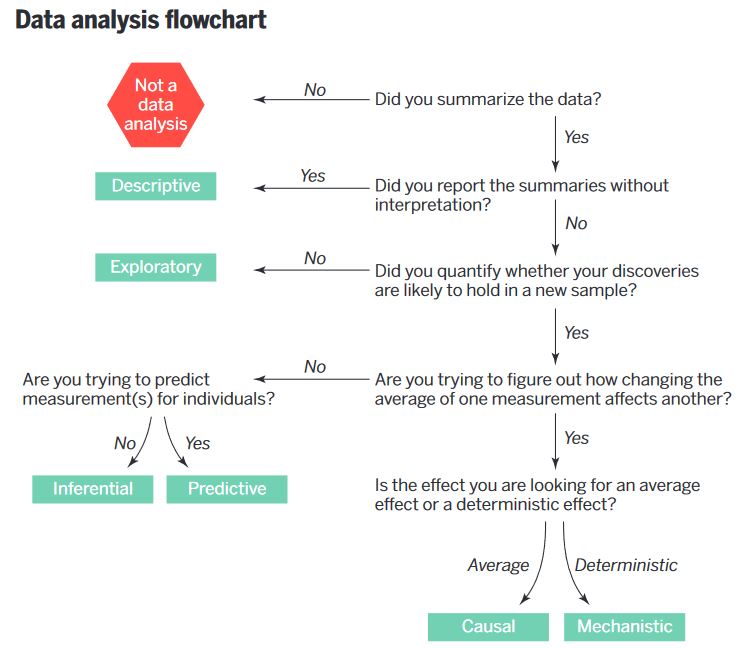 Data analysis flowchart
Not a
data
analysis
No
Did you summarize the data?
Yes
Descriptive
Yes
Did you report the summaries without
interpretation?
No
Exploratory
No
Did you quantify whether your discoveries
are likely to hold in a new sample?
Yes
Are you trying to predict
measurement(s) for individuals?
No
Are you trying to figure out how changing the
average of one measurement affects another?
No
Yes
Yes
Inferential
Predictive
Is the effect you are looking for an average
effect or a deterministic effect?
Average
Deterministic
Causal
Mechanistic